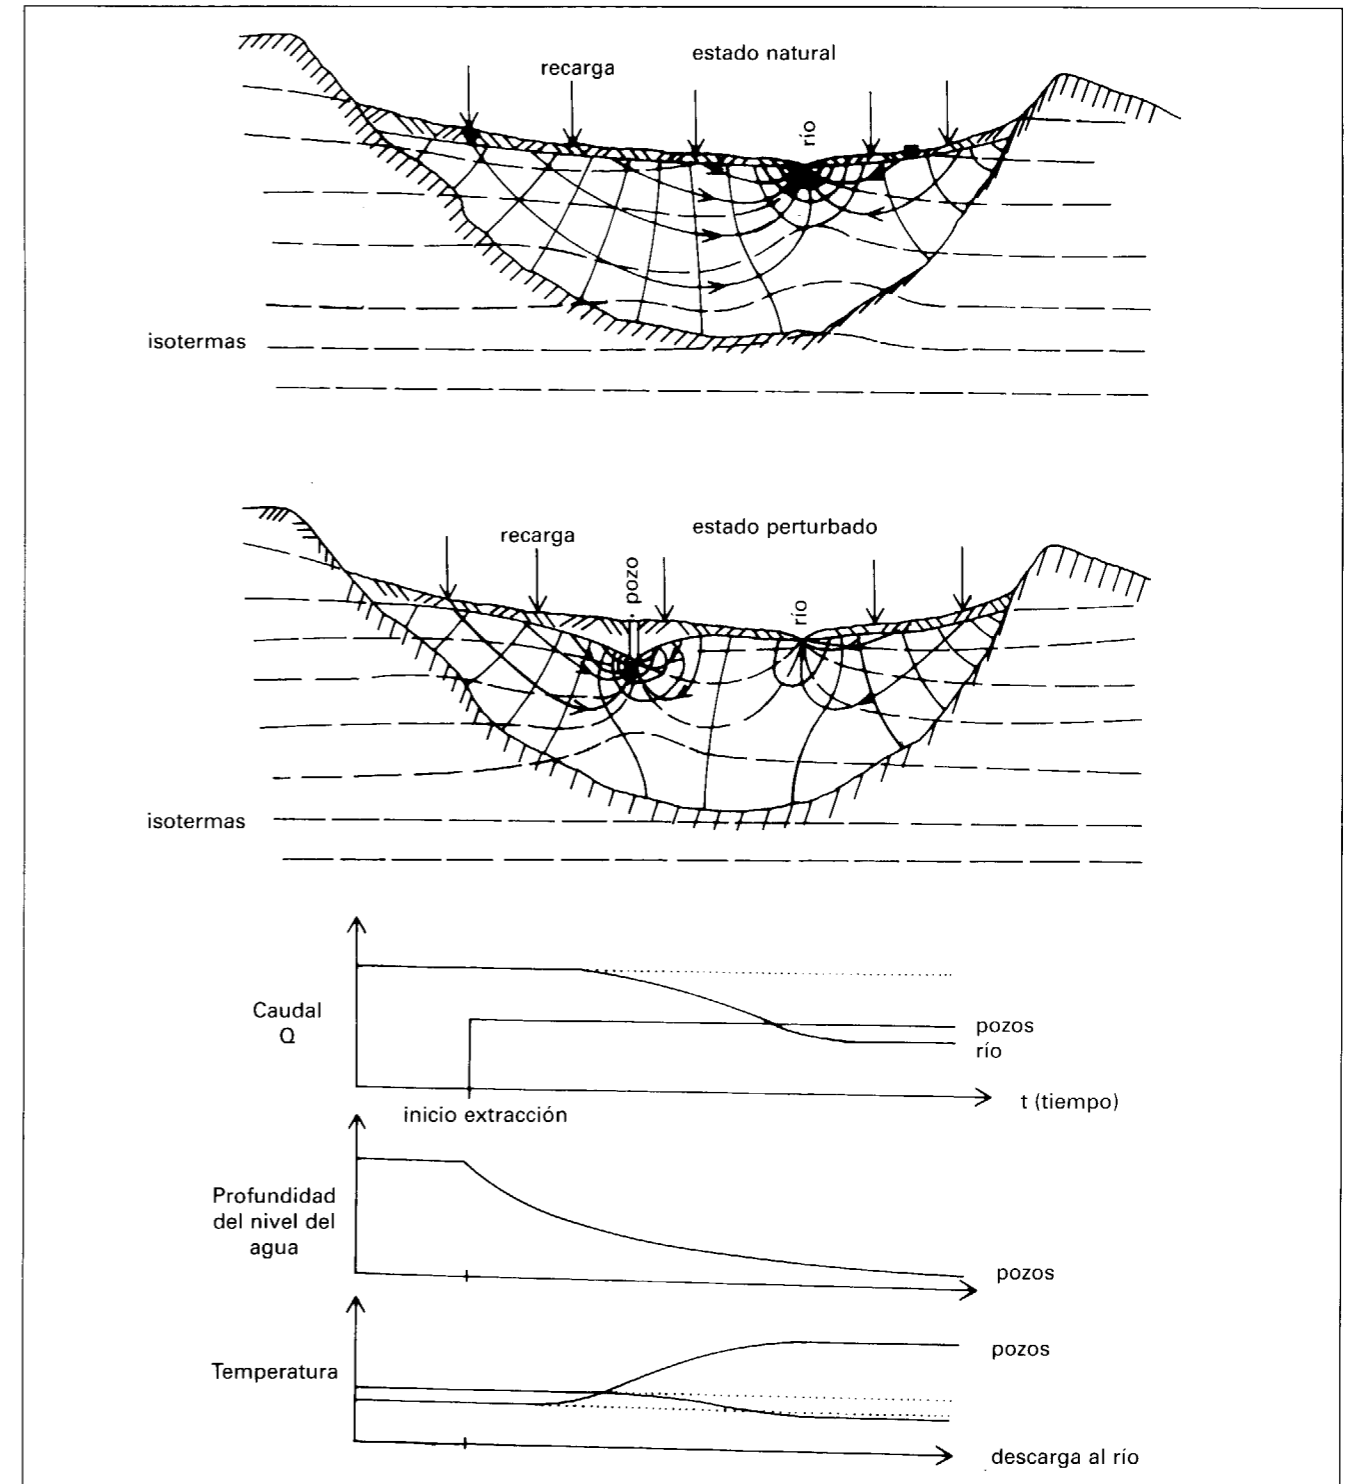 estado natural
recarga
río
isotermas
estado perturbado
recarga
pozo
río
isotermas
Caudal
Q
pozos
río
t (tiempo)
inicio extracción
Profundidad
del nivel del
agua
pozos
pozos
Temperatura
descarga al río